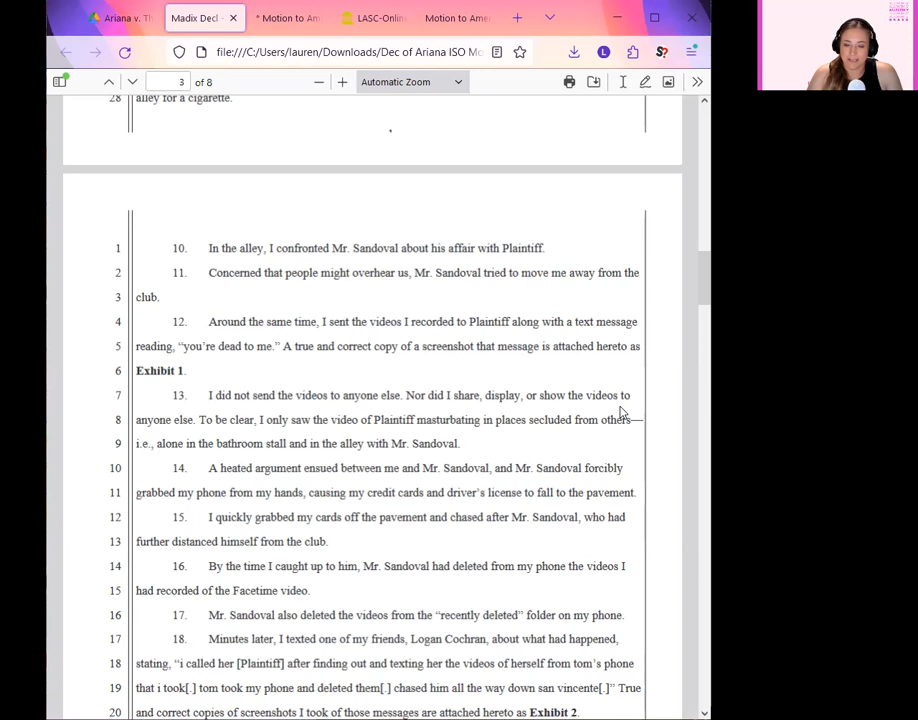 Ariana v. Th
Madix Decl
* Motion to Am
LASC-Onlin
Motion to Amer
file:///C:/Users/lauren/Downloads/Dec of Ariana ISO Mo
L
S?
3 of 8
Automatic Zoom
28 alley for a cigarette.
1 10. In the alley, I confronted Mr. Sandoval about his affair with Plaintiff.
2 11. Concerned that people might overhear us, Mr. Sandoval tried to move me away from the
3 club.
4 12. Around the same time, I sent the videos I recorded to Plaintiff along with a text message
5 reading, “you’re dead to me.” A true and correct copy of a screenshot that message is attached hereto as
6 Exhibit 1.
7 13. I did not send the videos to anyone else. Nor did I share, display, or show the videos to
8 anyone else. To be clear, I only saw the video of Plaintiff masturbating in places secluded from others—
9 i.e., alone in the bathroom stall and in the alley with Mr. Sandoval.
10 14. A heated argument ensued between me and Mr. Sandoval, and Mr. Sandoval forcibly
11 grabbed my phone from my hands, causing my credit cards and driver’s license to fall to the pavement.
12 15. I quickly grabbed my cards off the pavement and chased after Mr. Sandoval, who had
13 further distanced himself from the club.
14 16. By the time I caught up to him, Mr. Sandoval had deleted from my phone the videos I
15 had recorded of the Facetime video.
16 17. Mr. Sandoval also deleted the videos from the “recently deleted” folder on my phone.
17 18. Minutes later, I texted one of my friends, Logan Cochran, about what had happened,
18 stating, “i called her [Plaintiff] after finding out and texting her the videos of herself from tom’s phone
19 that i took[.] tom took my phone and deleted them[.] chased him all the way down san vincente[.]” True
20 and correct copies of screenshots I took of those messages are attached hereto as Exhibit 2.